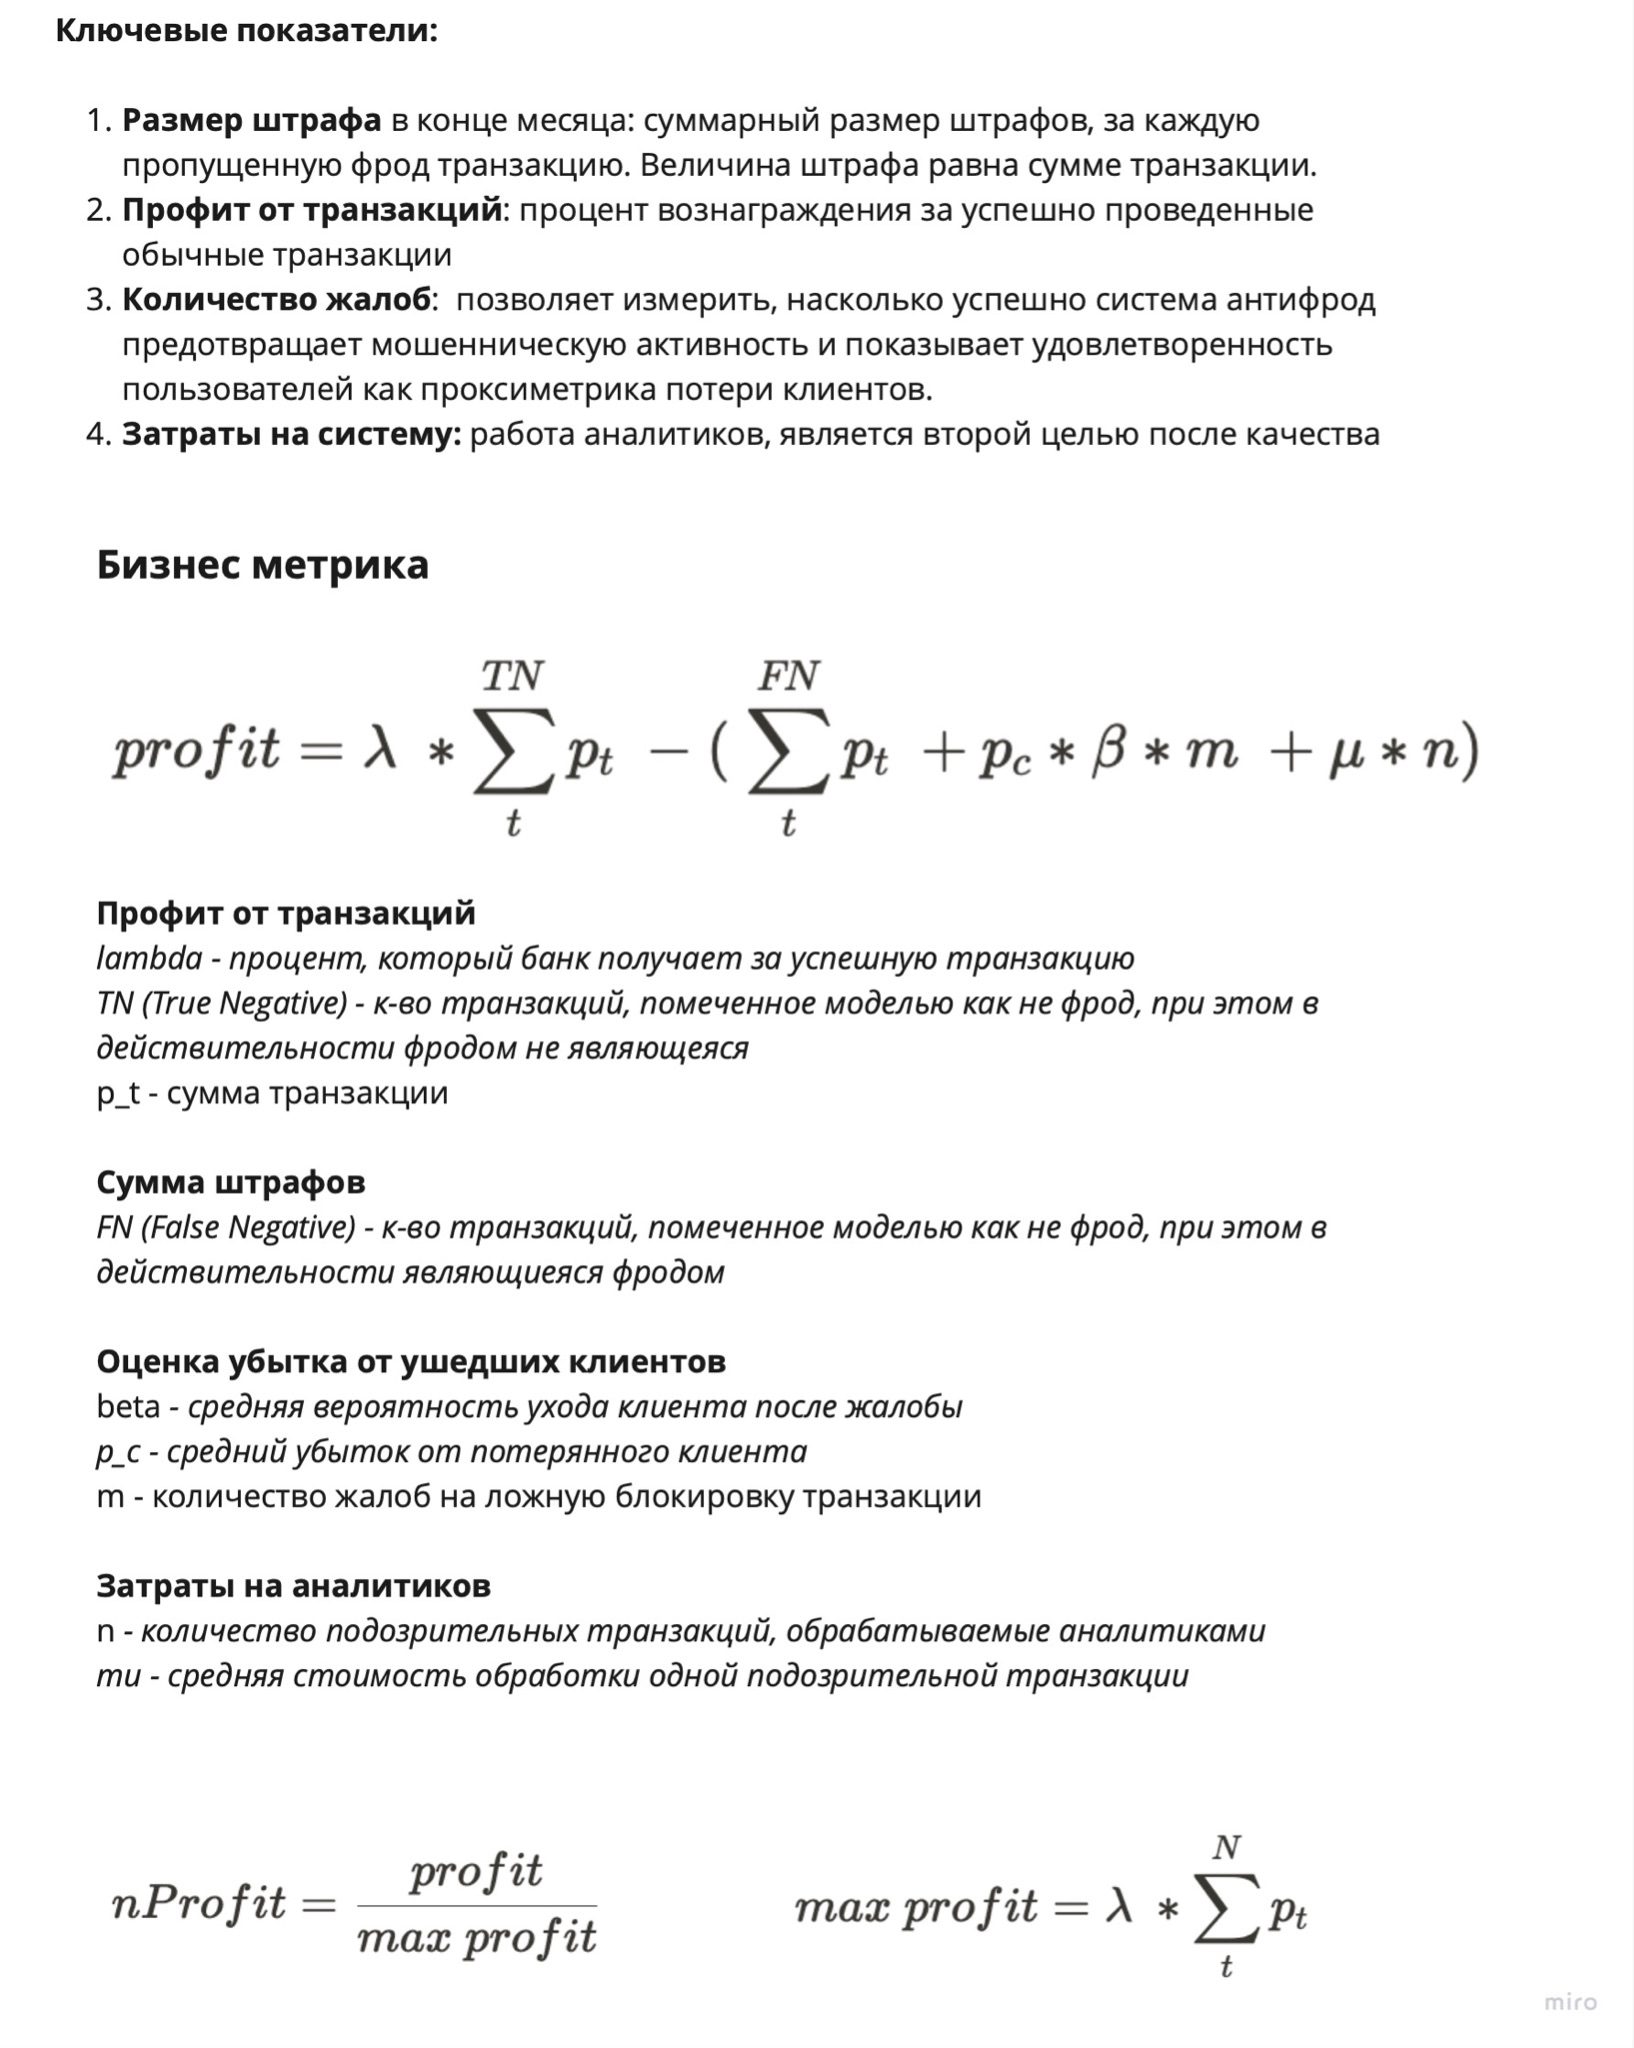 Ключевые показатели:
1. Размер штрафа в конце месяца: суммарный размер штрафов, за каждую
пропущенную фрод транзакцию. Величина штрафа равна сумме транзакции.
2. Профит от транзакций: процент вознаграждения за успешно проведенные
обычные транзакции
3. Количество жалоб:  позволяет измерить, насколько успешно система антифрод
предотвращает мошенническую активность и показывает удовлетворенность
пользователей как проксиметрика потери клиентов.
4. Затраты на систему: работа аналитиков, является второй целью после качества
Бизнес метрика
profit = λ * ∑_t^{TN} p_t − ( ∑_t^{FN} p_t + p_c * β * m + μ * n)
Профит от транзакций
lambda - процент, который банк получает за успешную транзакцию
TN (True Negative) - к-во транзакций, помеченное моделью как не фрод, при этом в
действительности фродом не являющеяся
p_t - сумма транзакции
Сумма штрафов
FN (False Negative) - к-во транзакций, помеченное моделью как не фрод, при этом в
действительности являющиеяся фродом
Оценка убытка от ушедших клиентов
beta - средняя вероятность ухода клиента после жалобы
p_c - средний убыток от потерянного клиента
m - количество жалоб на ложную блокировку транзакции
Затраты на аналитиков
n - количество подозрительных транзакций, обрабатываемые аналитиками
mu - средняя стоимость обработки одной подозрительной транзакции
nProfit = profit / max profit
max profit = λ * ∑_t^N p_t
miro